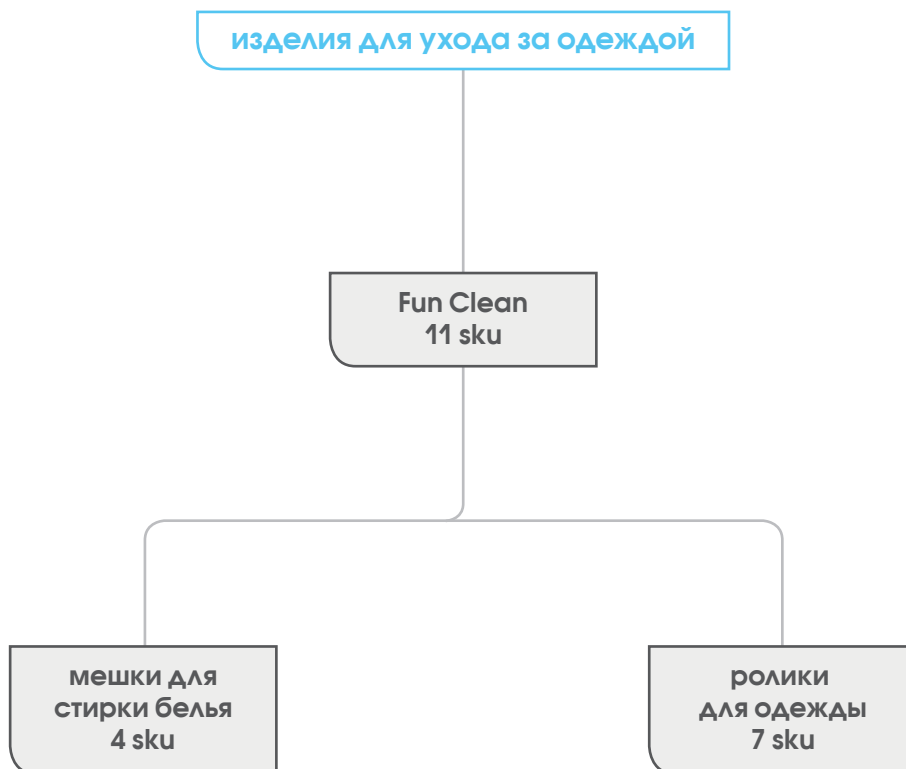 изделия для ухода за одеждой
Fun Clean
11 sku
мешки для
стирки белья
4 sku
ролики
для одежды
7 sku